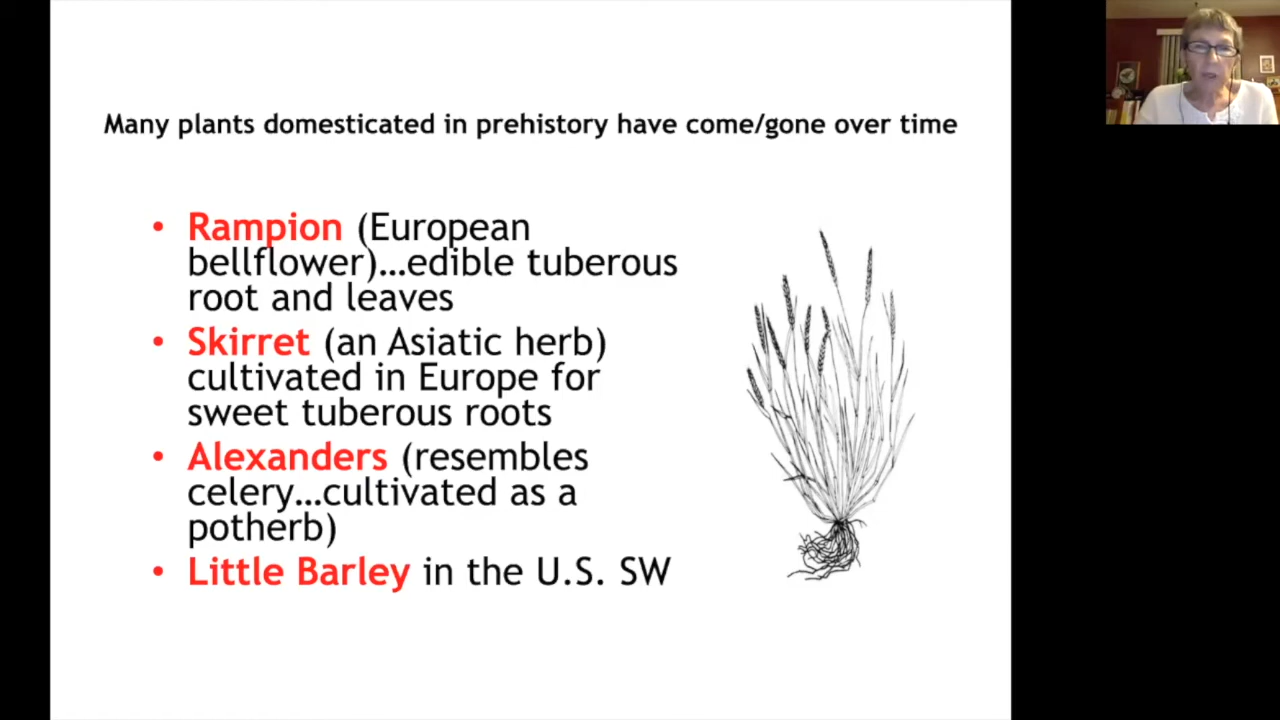 Many plants domesticated in prehistory have come/gone over time
• Rampion (European
bellflower)…edible tuberous
root and leaves
• Skirret (an Asiatic herb)
cultivated in Europe for
sweet tuberous roots
• Alexanders (resembles
celery…cultivated as a
potherb)
• Little Barley in the U.S. SW